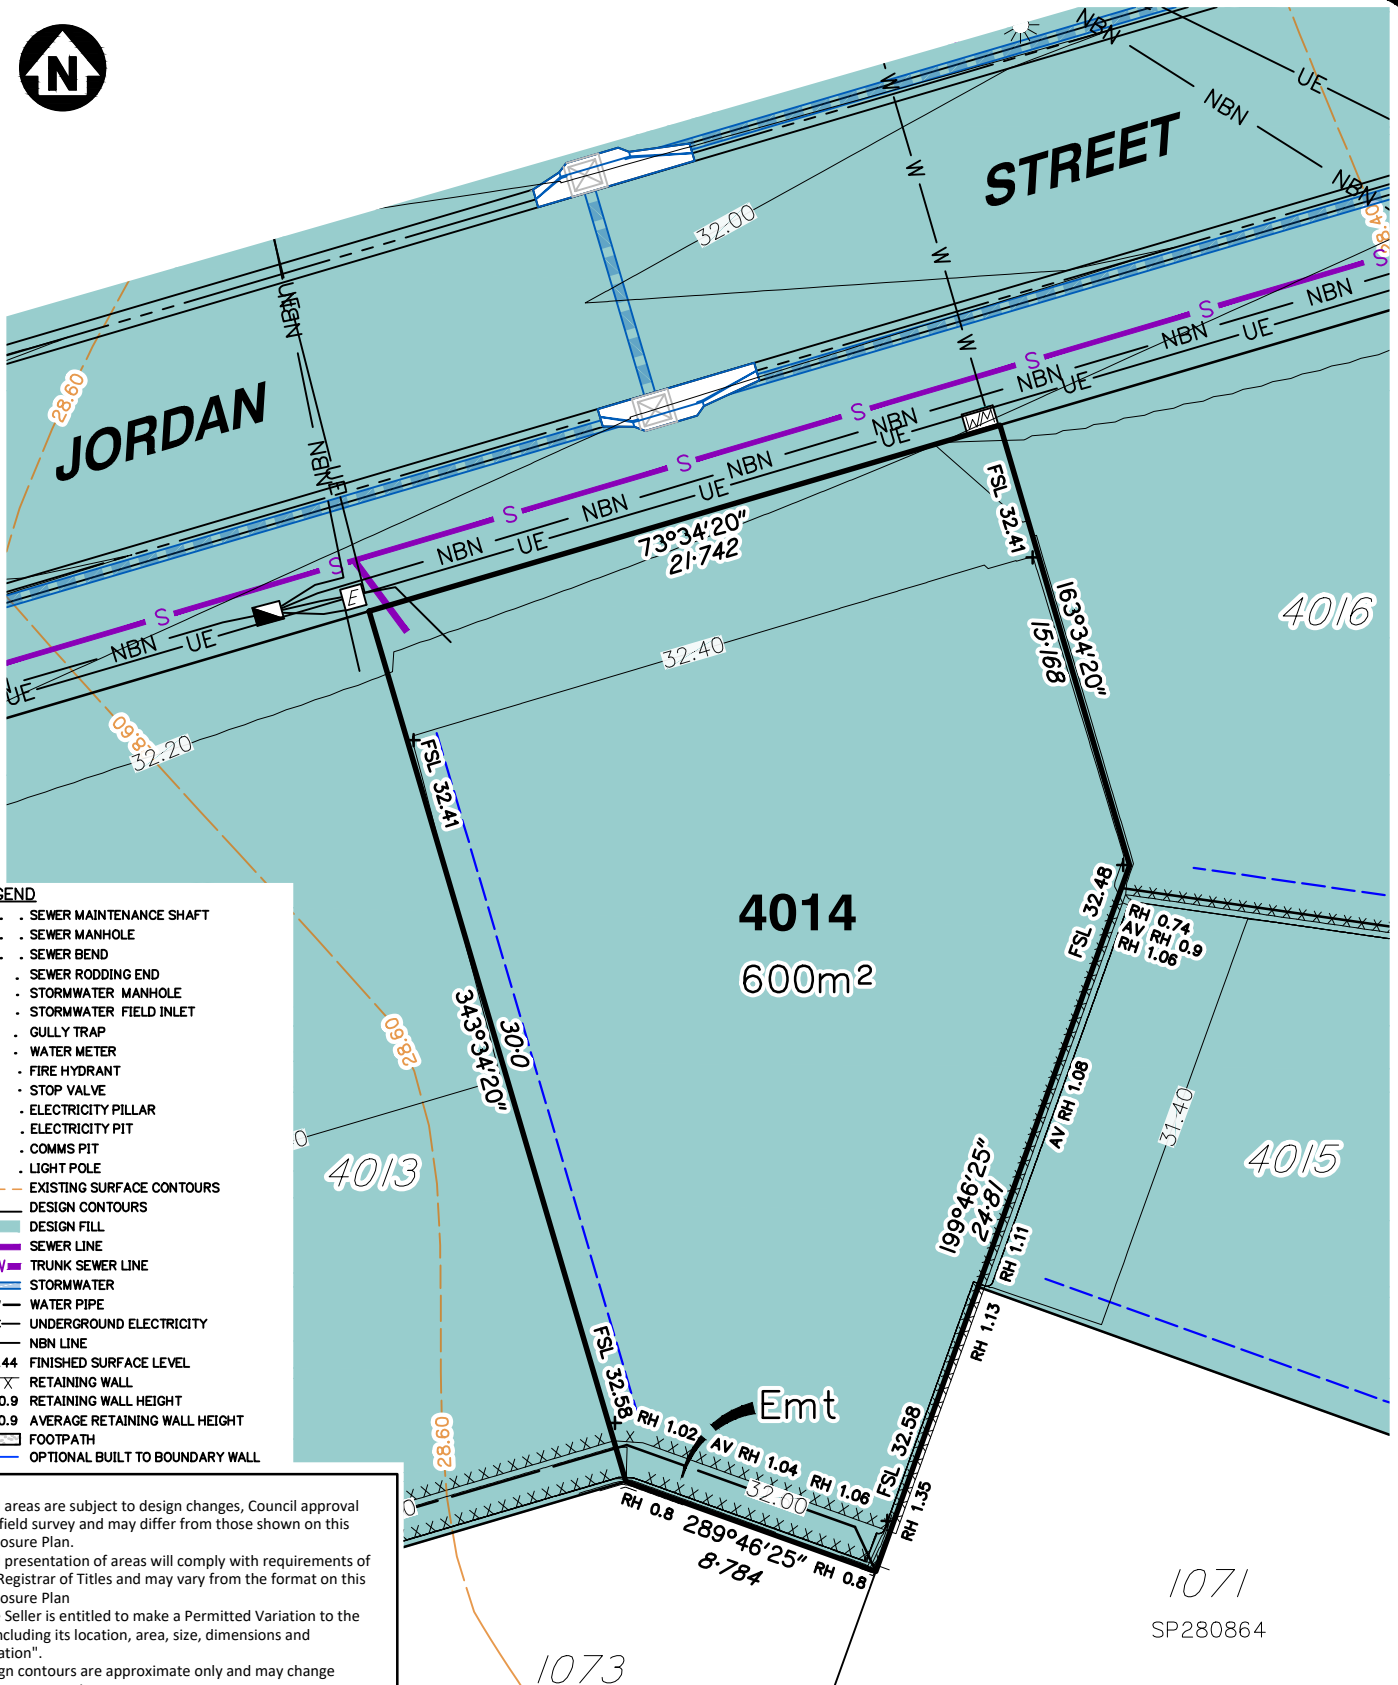 N
STREET
JORDAN
NBN
NBN
NBN
UE
W
W
W
W
32.00
28.40
28.60
S
S
S
S
S
S
S
S
NBN
NBN
NBN
NBN
NBN
NBN
NBN
NBN
UE
UE
UE
UE
UE
UE
UE
NBN
UE
NBN
UE
WM
E
73°34'20"
21·742
FSL 32.41
163°34'20"
15·168
4016
32.40
28.60
32.20
FSL 32.41
4014
600m²
FSL 32.48
RH 0.74
AV RH 0.9
RH 1.06
343°34'20"
30·0
28.60
4013
AV RH 1.08
31.40
4015
199°46'25"
24·81
RH 1.11
RH 1.13
FSL 32.58
RH 1.02
AV RH 1.04
RH 1.06
Emt
FSL 32.58
RH 1.35
28.60
32.00
RH 0.8
289°46'25"
8·784
RH 0.8
1071
SP280864
1073
GEND
SEWER MAINTENANCE SHAFT
SEWER MANHOLE
SEWER BEND
SEWER RODDING END
STORMWATER MANHOLE
STORMWATER FIELD INLET
GULLY TRAP
WATER METER
FIRE HYDRANT
STOP VALVE
ELECTRICITY PILLAR
ELECTRICITY PIT
COMMS PIT
LIGHT POLE
EXISTING SURFACE CONTOURS
DESIGN CONTOURS
DESIGN FILL
SEWER LINE
TRUNK SEWER LINE
STORMWATER
WATER PIPE
UNDERGROUND ELECTRICITY
NBN LINE
44 FINISHED SURFACE LEVEL
X RETAINING WALL
0.9 RETAINING WALL HEIGHT
0.9 AVERAGE RETAINING WALL HEIGHT
FOOTPATH
OPTIONAL BUILT TO BOUNDARY WALL
areas are subject to design changes, Council approval
field survey and may differ from those shown on this
osure Plan.
presentation of areas will comply with requirements of
Registrar of Titles and may vary from the format on this
osure Plan
Seller is entitled to make a Permitted Variation to the
ncluding its location, area, size, dimensions and
ation".
gn contours are approximate only and may change